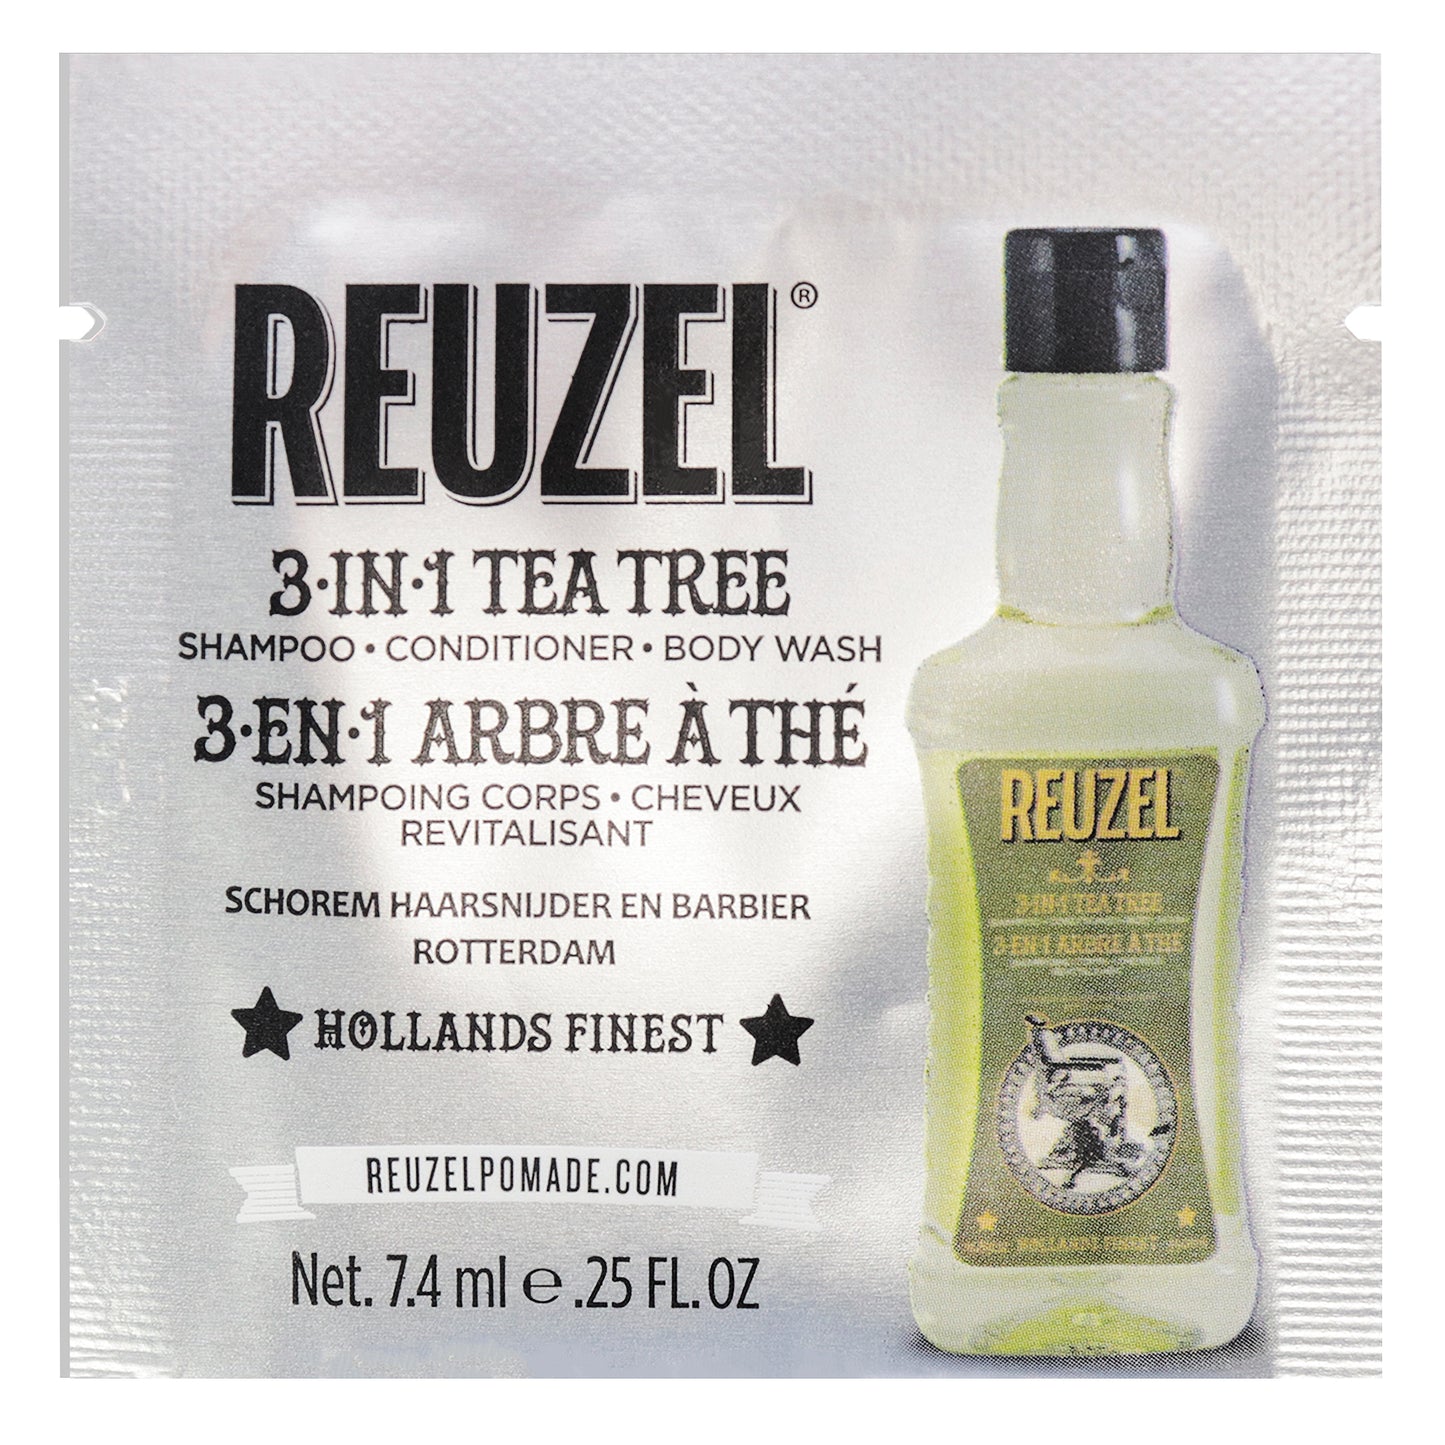 REUZEL®
3·IN·1 TEA TREE
SHAMPOO • CONDITIONER • BODY WASH
3·EN·1 ARBRE À THÉ
SHAMPOING CORPS • CHEVEUX
REVITALISANT
SCHOREM HAARSNIJDER EN BARBIER
ROTTERDAM
★ HOLLANDS FINEST ★
REUZELPOMADE.COM
Net. 7.4 ml ℮ .25 FL. OZ
REUZEL
3·IN·1 TEA TREE
3·EN·1 ARBRE À THÉ
HOLLANDS FINEST